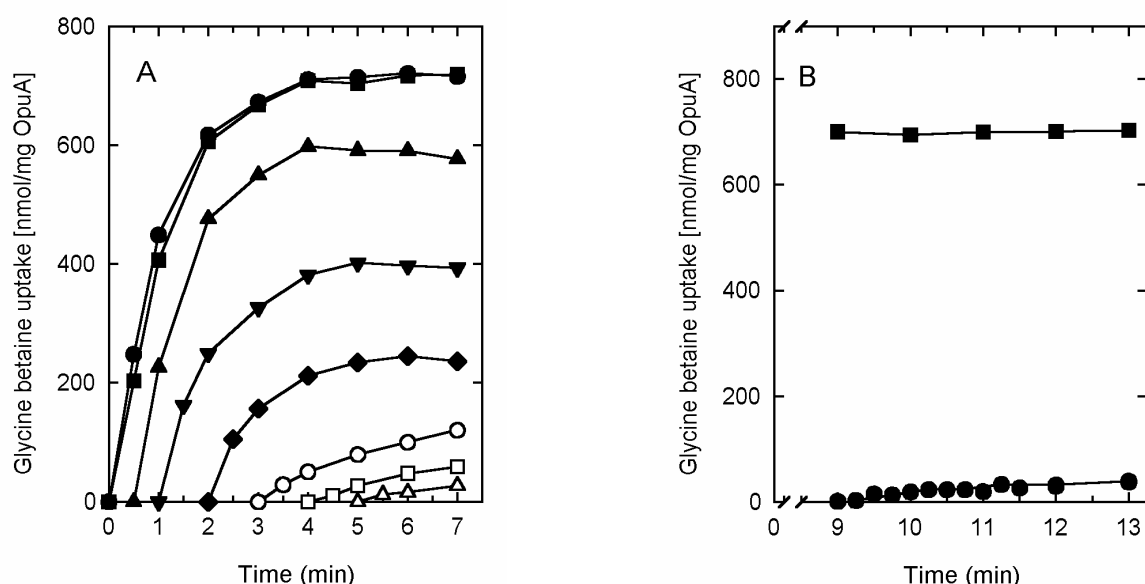 Glycine betaine uptake [nmol/mg OpuA]
800
600
400
200
0
A
0 1 2 3 4 5 6 7
Time (min)
Glycine betaine uptake [nmol/mg OpuA]
800
600
400
200
0
B
0 9 10 11 12 13
Time (min)